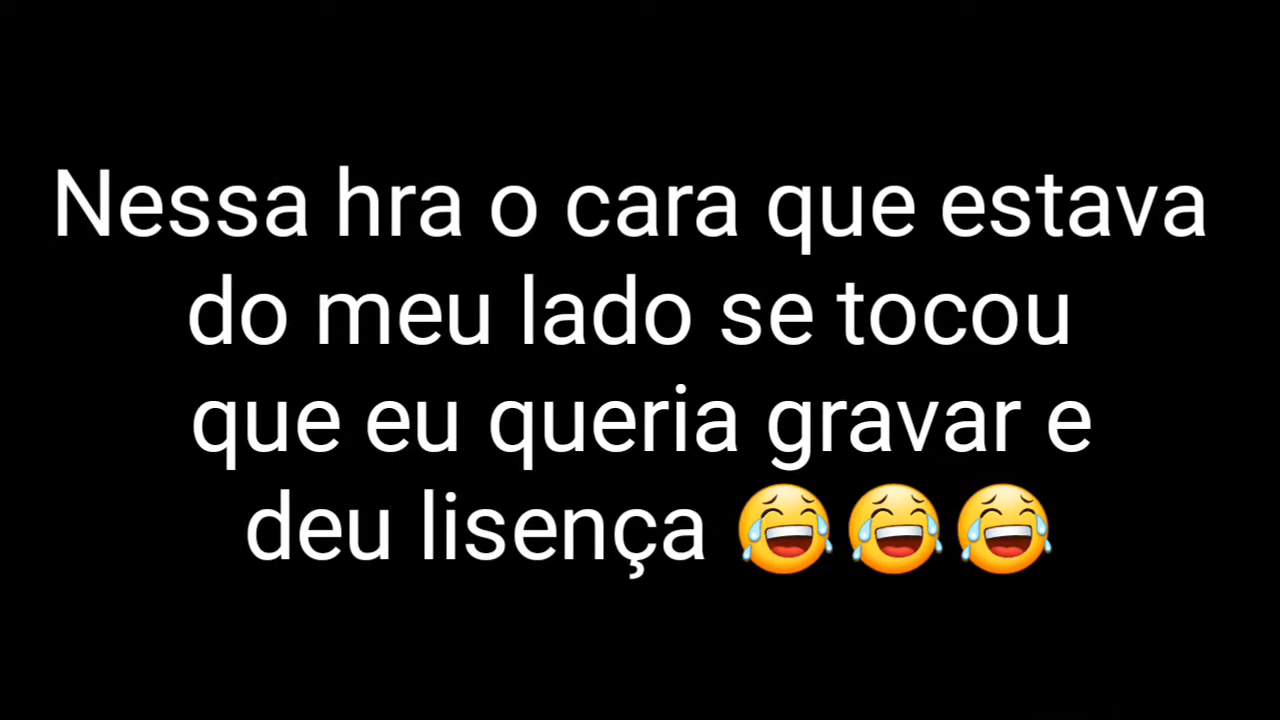 Nessa hra o cara que estava
do meu lado se tocou
que eu queria gravar e
deu lisença 😂😂😂